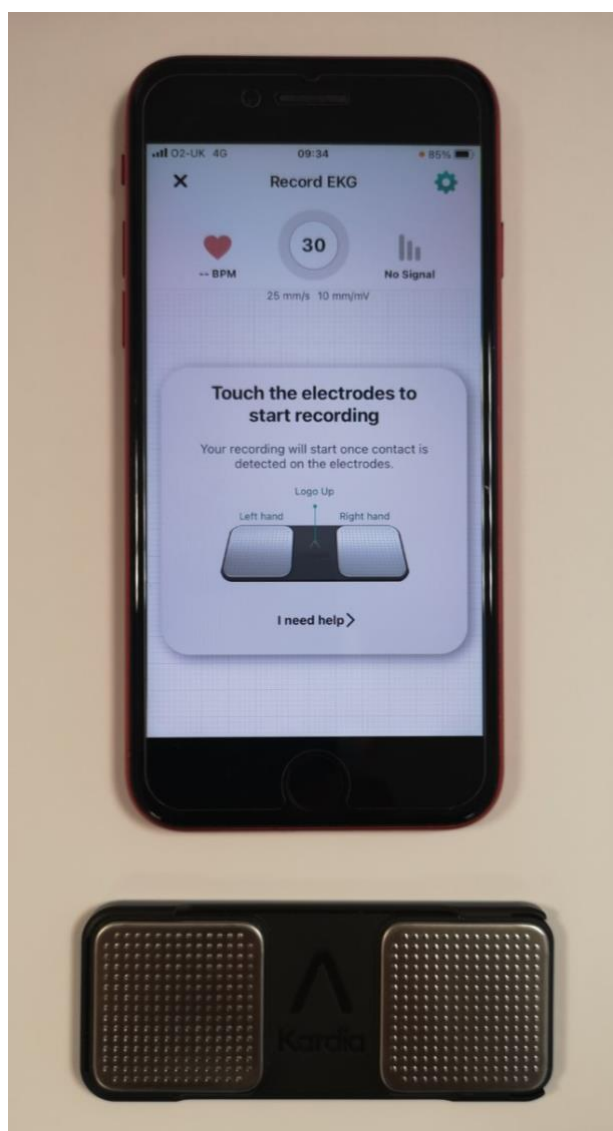 O2-UK 4G 09:34 85%
Record EKG
30
-- BPM
No Signal
25 mm/s 10 mm/mV
Touch the electrodes to
start recording
Your recording will start once contact is
detected on the electrodes.
Logo Up
Left hand Right hand
I need help
Kardia